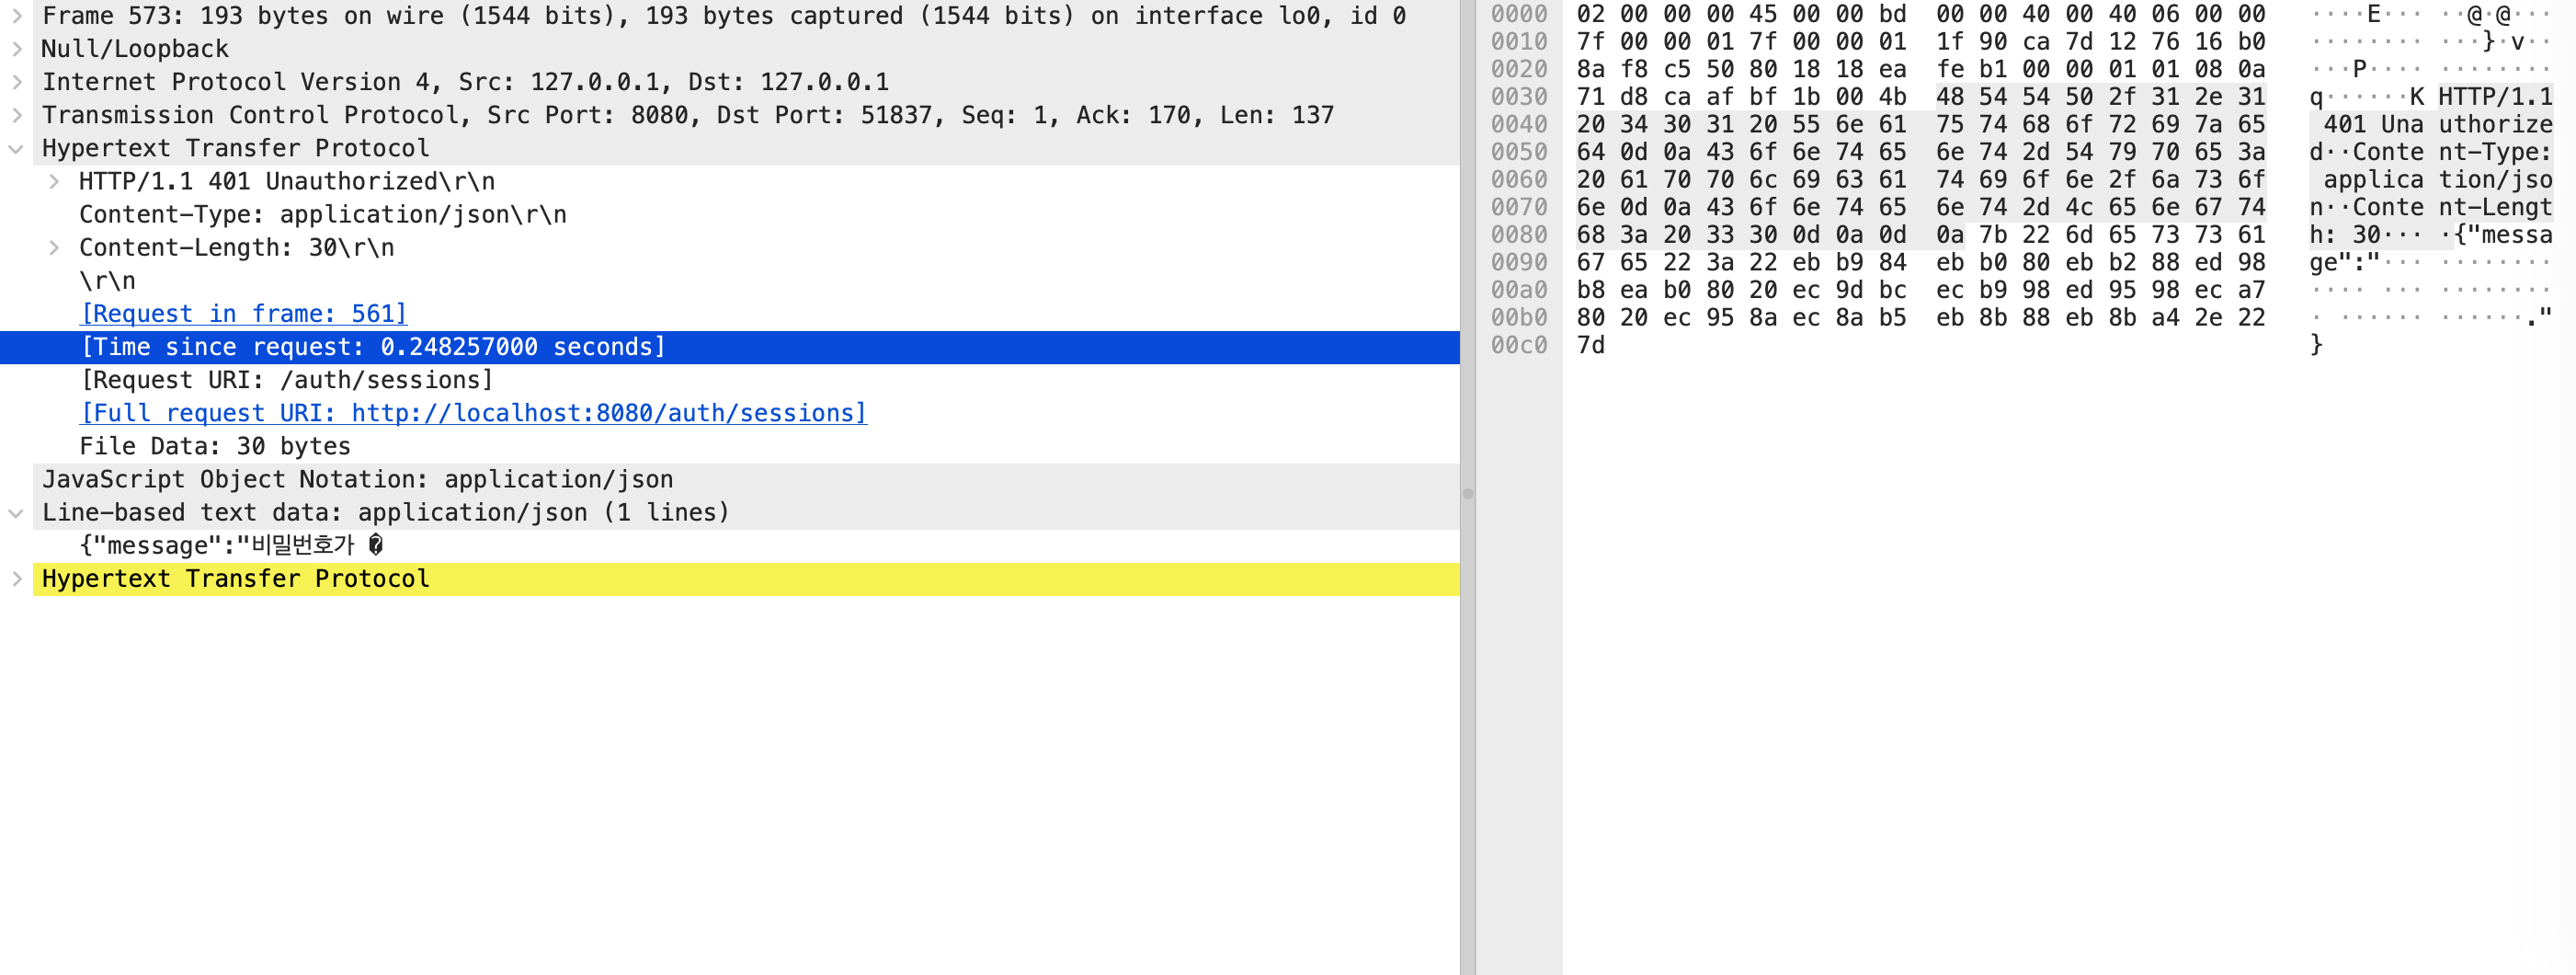 Frame 573: 193 bytes on wire (1544 bits), 193 bytes captured (1544 bits) on interface lo0, id 0
Null/Loopback
Internet Protocol Version 4, Src: 127.0.0.1, Dst: 127.0.0.1
Transmission Control Protocol, Src Port: 8080, Dst Port: 51837, Seq: 1, Ack: 170, Len: 137
Hypertext Transfer Protocol
HTTP/1.1 401 Unauthorized\r\n
Content-Type: application/json\r\n
Content-Length: 30\r\n
\r\n
[Request in frame: 561]
[Time since request: 0.248257000 seconds]
[Request URI: /auth/sessions]
[Full request URI: http://localhost:8080/auth/sessions]
File Data: 30 bytes
JavaScript Object Notation: application/json
Line-based text data: application/json (1 lines)
{"message":"비밀번호가 �
Hypertext Transfer Protocol
0000 02 00 00 00 45 00 00 bd 00 00 40 00 40 06 00 00 ····E··· ··@·@···
0010 7f 00 00 01 7f 00 00 01 1f 90 ca 7d 12 76 16 b0 ········ ···}·v··
0020 8a f8 c5 50 80 18 18 ea fe b1 00 00 01 01 08 0a ···P···· ········
0030 71 d8 ca af bf 1b 00 4b 48 54 54 50 2f 31 2e 31 q······K HTTP/1.1
0040 20 34 30 31 20 55 6e 61 75 74 68 6f 72 69 7a 65 401 Una uthorize
0050 64 0d 0a 43 6f 6e 74 65 6e 74 2d 54 79 70 65 3a d··Conte nt-Type:
0060 20 61 70 70 6c 69 63 61 74 69 6f 6e 2f 6a 73 6f applica tion/jso
0070 6e 0d 0a 43 6f 6e 74 65 6e 74 2d 4c 65 6e 67 74 n··Conte nt-Lengt
0080 68 3a 20 33 30 0d 0a 0d 0a 7b 22 6d 65 73 73 61 h: 30··· ·{"messa
0090 67 65 22 3a 22 eb b9 84 eb b0 80 eb b2 88 ed 98 ge":"··· ········
00a0 b8 ea b0 80 20 ec 9d bc ec b9 98 ed 95 98 ec a7 ···· ··· ········
00b0 80 20 ec 95 8a ec 8a b5 eb 8b 88 eb 8b a4 2e 22 · ······ ······."
00c0 7d }